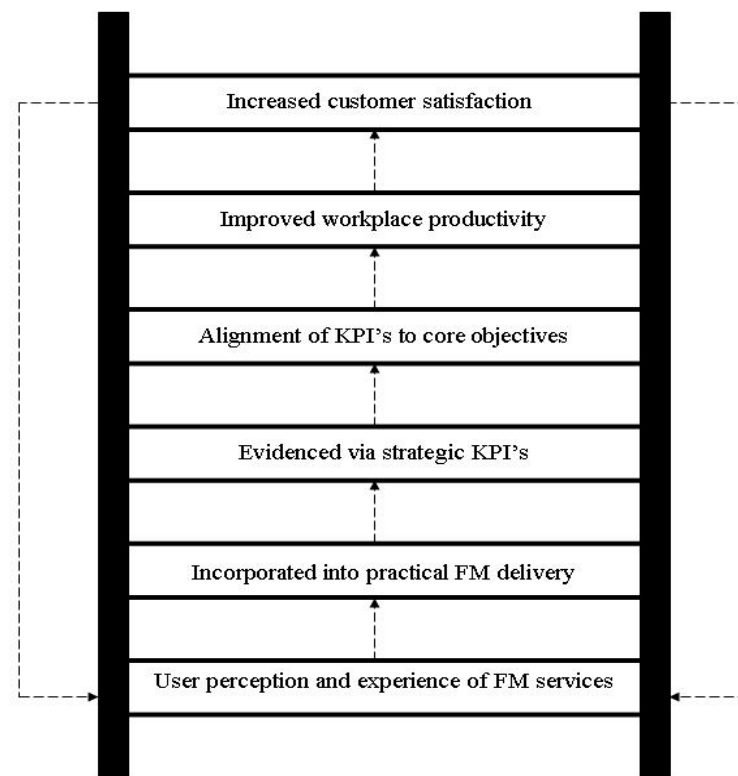 Increased customer satisfaction
Improved workplace productivity
Alignment of KPI's to core objectives
Evidenced via strategic KPI's
Incorporated into practical FM delivery
User perception and experience of FM services